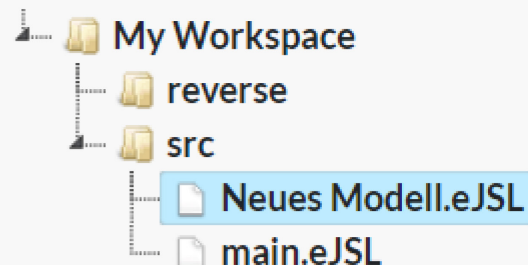 My Workspace
reverse
src
Neues Modell.eJSL
main.eJSL